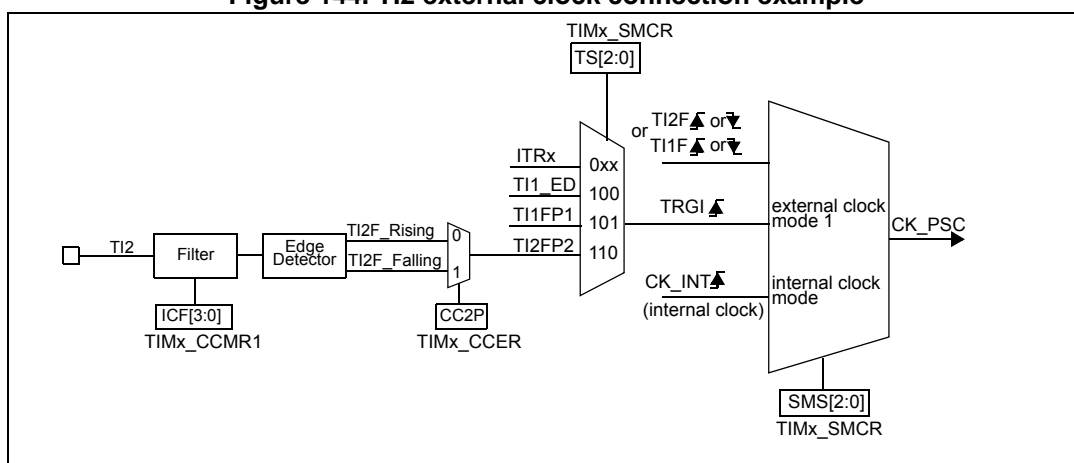 Figure 144. TI2 external clock connection example
TIMx_SMCR
TS[2:0]
or TI2F or
TI1F or
ITRx
0xx
TI1_ED
100
TRGI
external clock
mode 1
TI1FP1
101
CK_PSC
TI2F_Rising
0
TI2
Filter
Edge
Detector
TI2FP2
110
TI2F_Falling
1
CK_INT
(internal clock)
internal clock
mode
ICF[3:0]
TIMx_CCMR1
CC2P
TIMx_CCER
SMS[2:0]
TIMx_SMCR